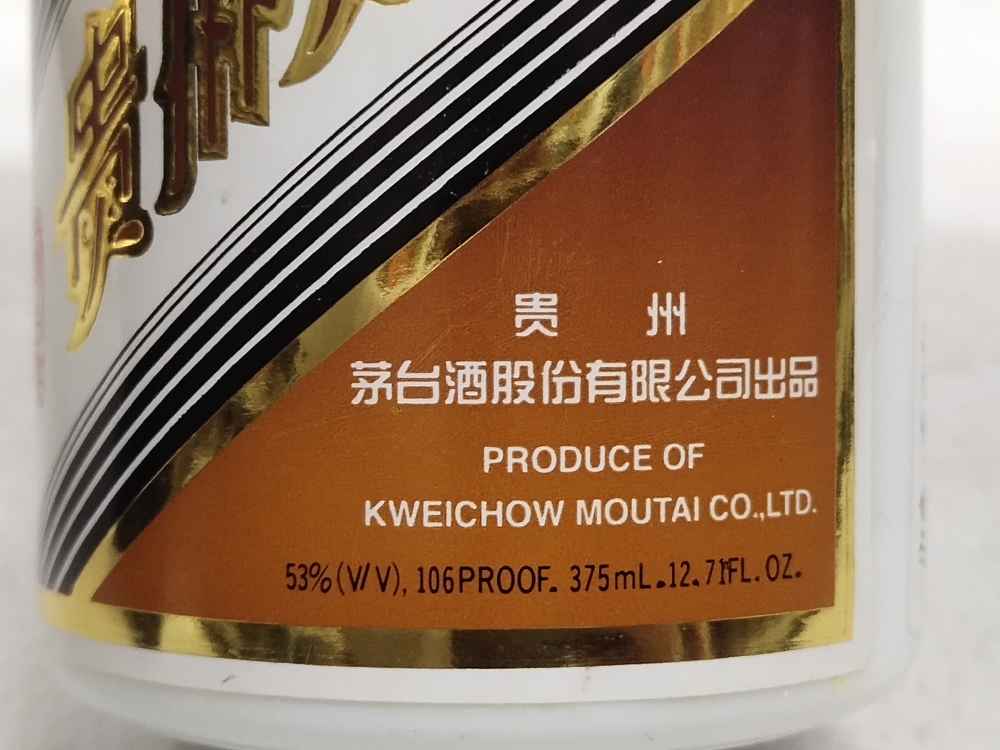 贵 州
茅台酒股份有限公司出品
PRODUCE OF
KWEICHOW MOUTAI CO.,LTD.
53%(V/V), 106PROOF. 375mL.12.71FL.OZ.